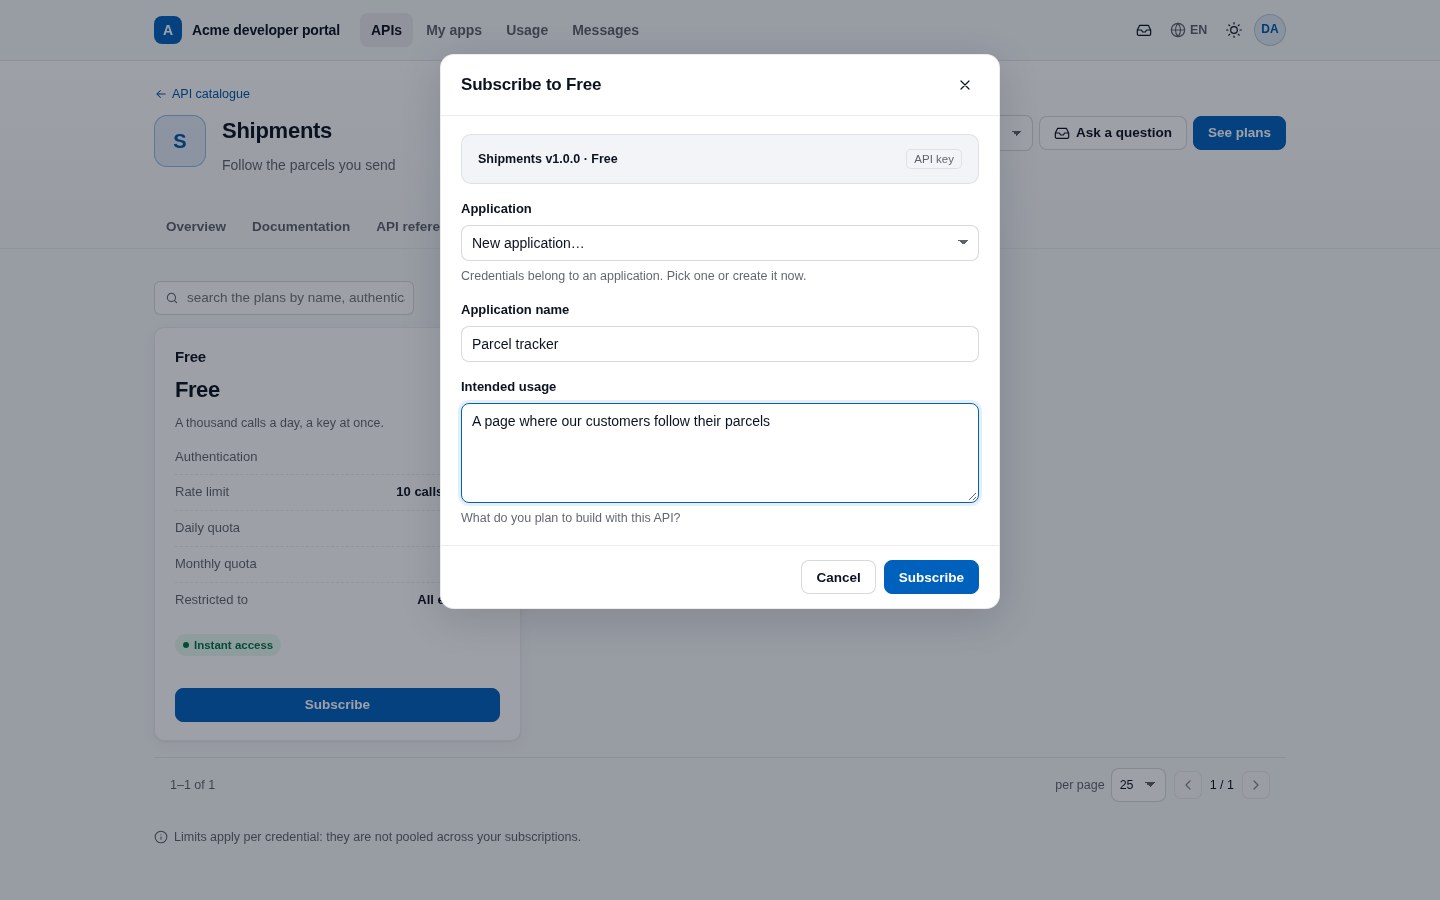 A Acme developer portal APIs My apps Usage Messages EN DA
Subscribe to Free
API catalogue
S Shipments
Follow the parcels you send
Ask a question See plans
Shipments v1.0.0 · Free API key
Application
Overview Documentation
New application…
Credentials belong to an application. Pick one or create it now.
search the plans by name, authentic
Application name
Parcel tracker
Free
Free
Intended usage
A page where our customers follow their parcels
A thousand calls a day, a key at once.
Authentication
Rate limit 10 calls
Daily quota
What do you plan to build with this API?
Monthly quota
Cancel Subscribe
Restricted to All
Instant access
Subscribe
1–1 of 1 per page 25 1 / 1
Limits apply per credential: they are not pooled across your subscriptions.